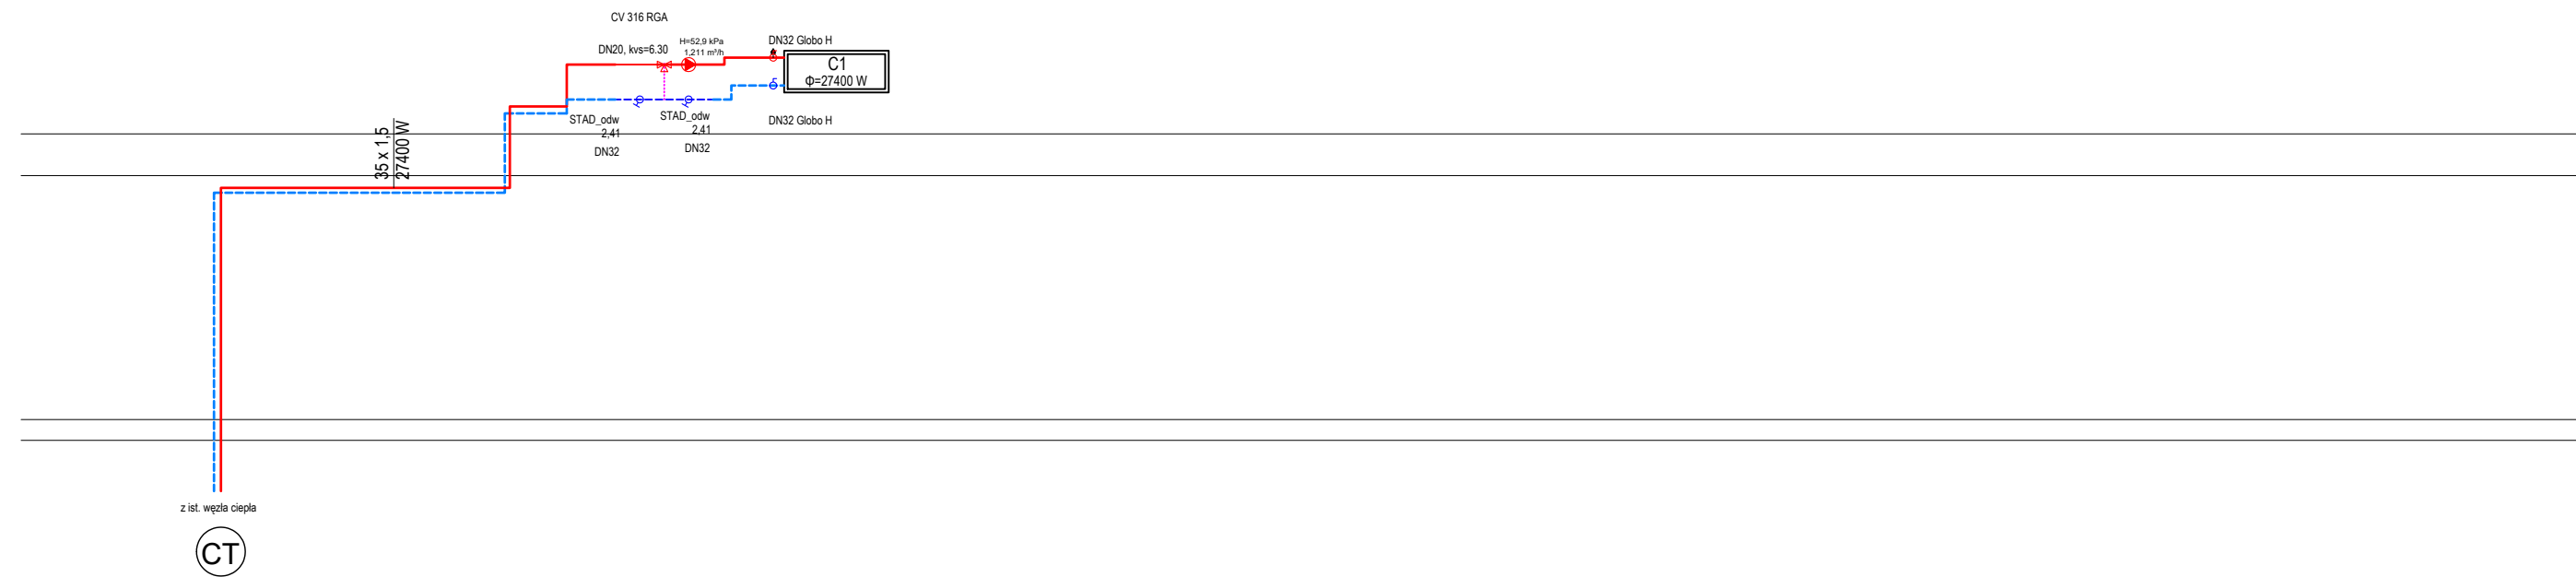 CV 316 RGA
DN20, kvs=6.30
H=52,9 kPa
1,211 m³/h
DN32 Globo H
C1
Φ=27400 W
STAD_odw
2,41
DN32
STAD_odw
2,41
DN32
DN32 Globo H
35 x 1,5
27400 W
z ist. węzła ciepła
CT